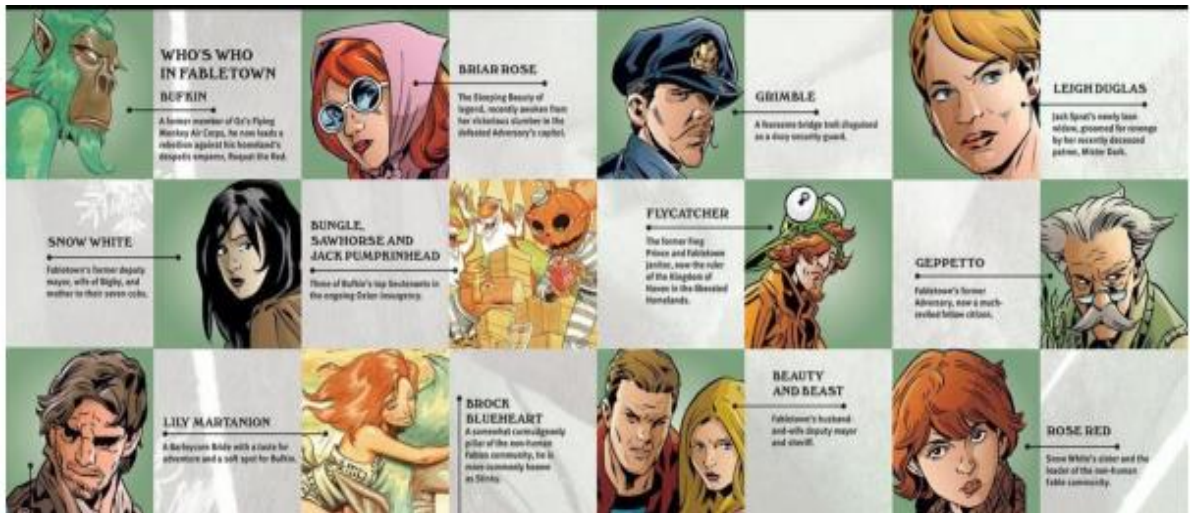 WHO'S WHO
IN FABLETOWN
BUFKIN
A former member of Oz's Flying
Monkey Air Corps, he now leads a
rebellion against his homeland's
despotic emperor, Roquat the Red.
BRIAR ROSE
The Sleeping Beauty of
legend, recently awoken from
her victorious slumber in the
defeated Adversary's capitol.
GRIMBLE
A fearsome bridge troll disguised
as a dozy security guard.
LEIGH DUGLAS
Jack Sprat's newly lean
widow, groomed for revenge
by her recently deceased
patron, Mister Dark.
SNOW WHITE
Fabletown's former deputy
mayor, wife of Bigby, and
mother to their seven cubs.
BUNGLE,
SAWHORSE AND
JACK PUMPKINHEAD
Three of Bufkin's top lieutenants in
the ongoing Ozian insurgency.
FLYCATCHER
The former Frog
Prince and Fabletown
janitor, now the ruler
of the Kingdom of
Haven in the liberated
Homelands.
GEPPETTO
Fabletown's former
Adversary, now a much-
reviled fellow citizen.
LILY MARTANION
A Barleycorn Bride with a taste for
adventure and a soft spot for Bufkin.
BROCK
BLUEHEART
A somewhat curmudgeonly
pillar of the non-human
Fables community, he is
more commonly known
as Stinky.
BEAUTY
AND BEAST
Fabletown's husband
and-wife deputy mayor
and sheriff.
ROSE RED
Snow White's sister and the
leader of the non-human
Fable community.